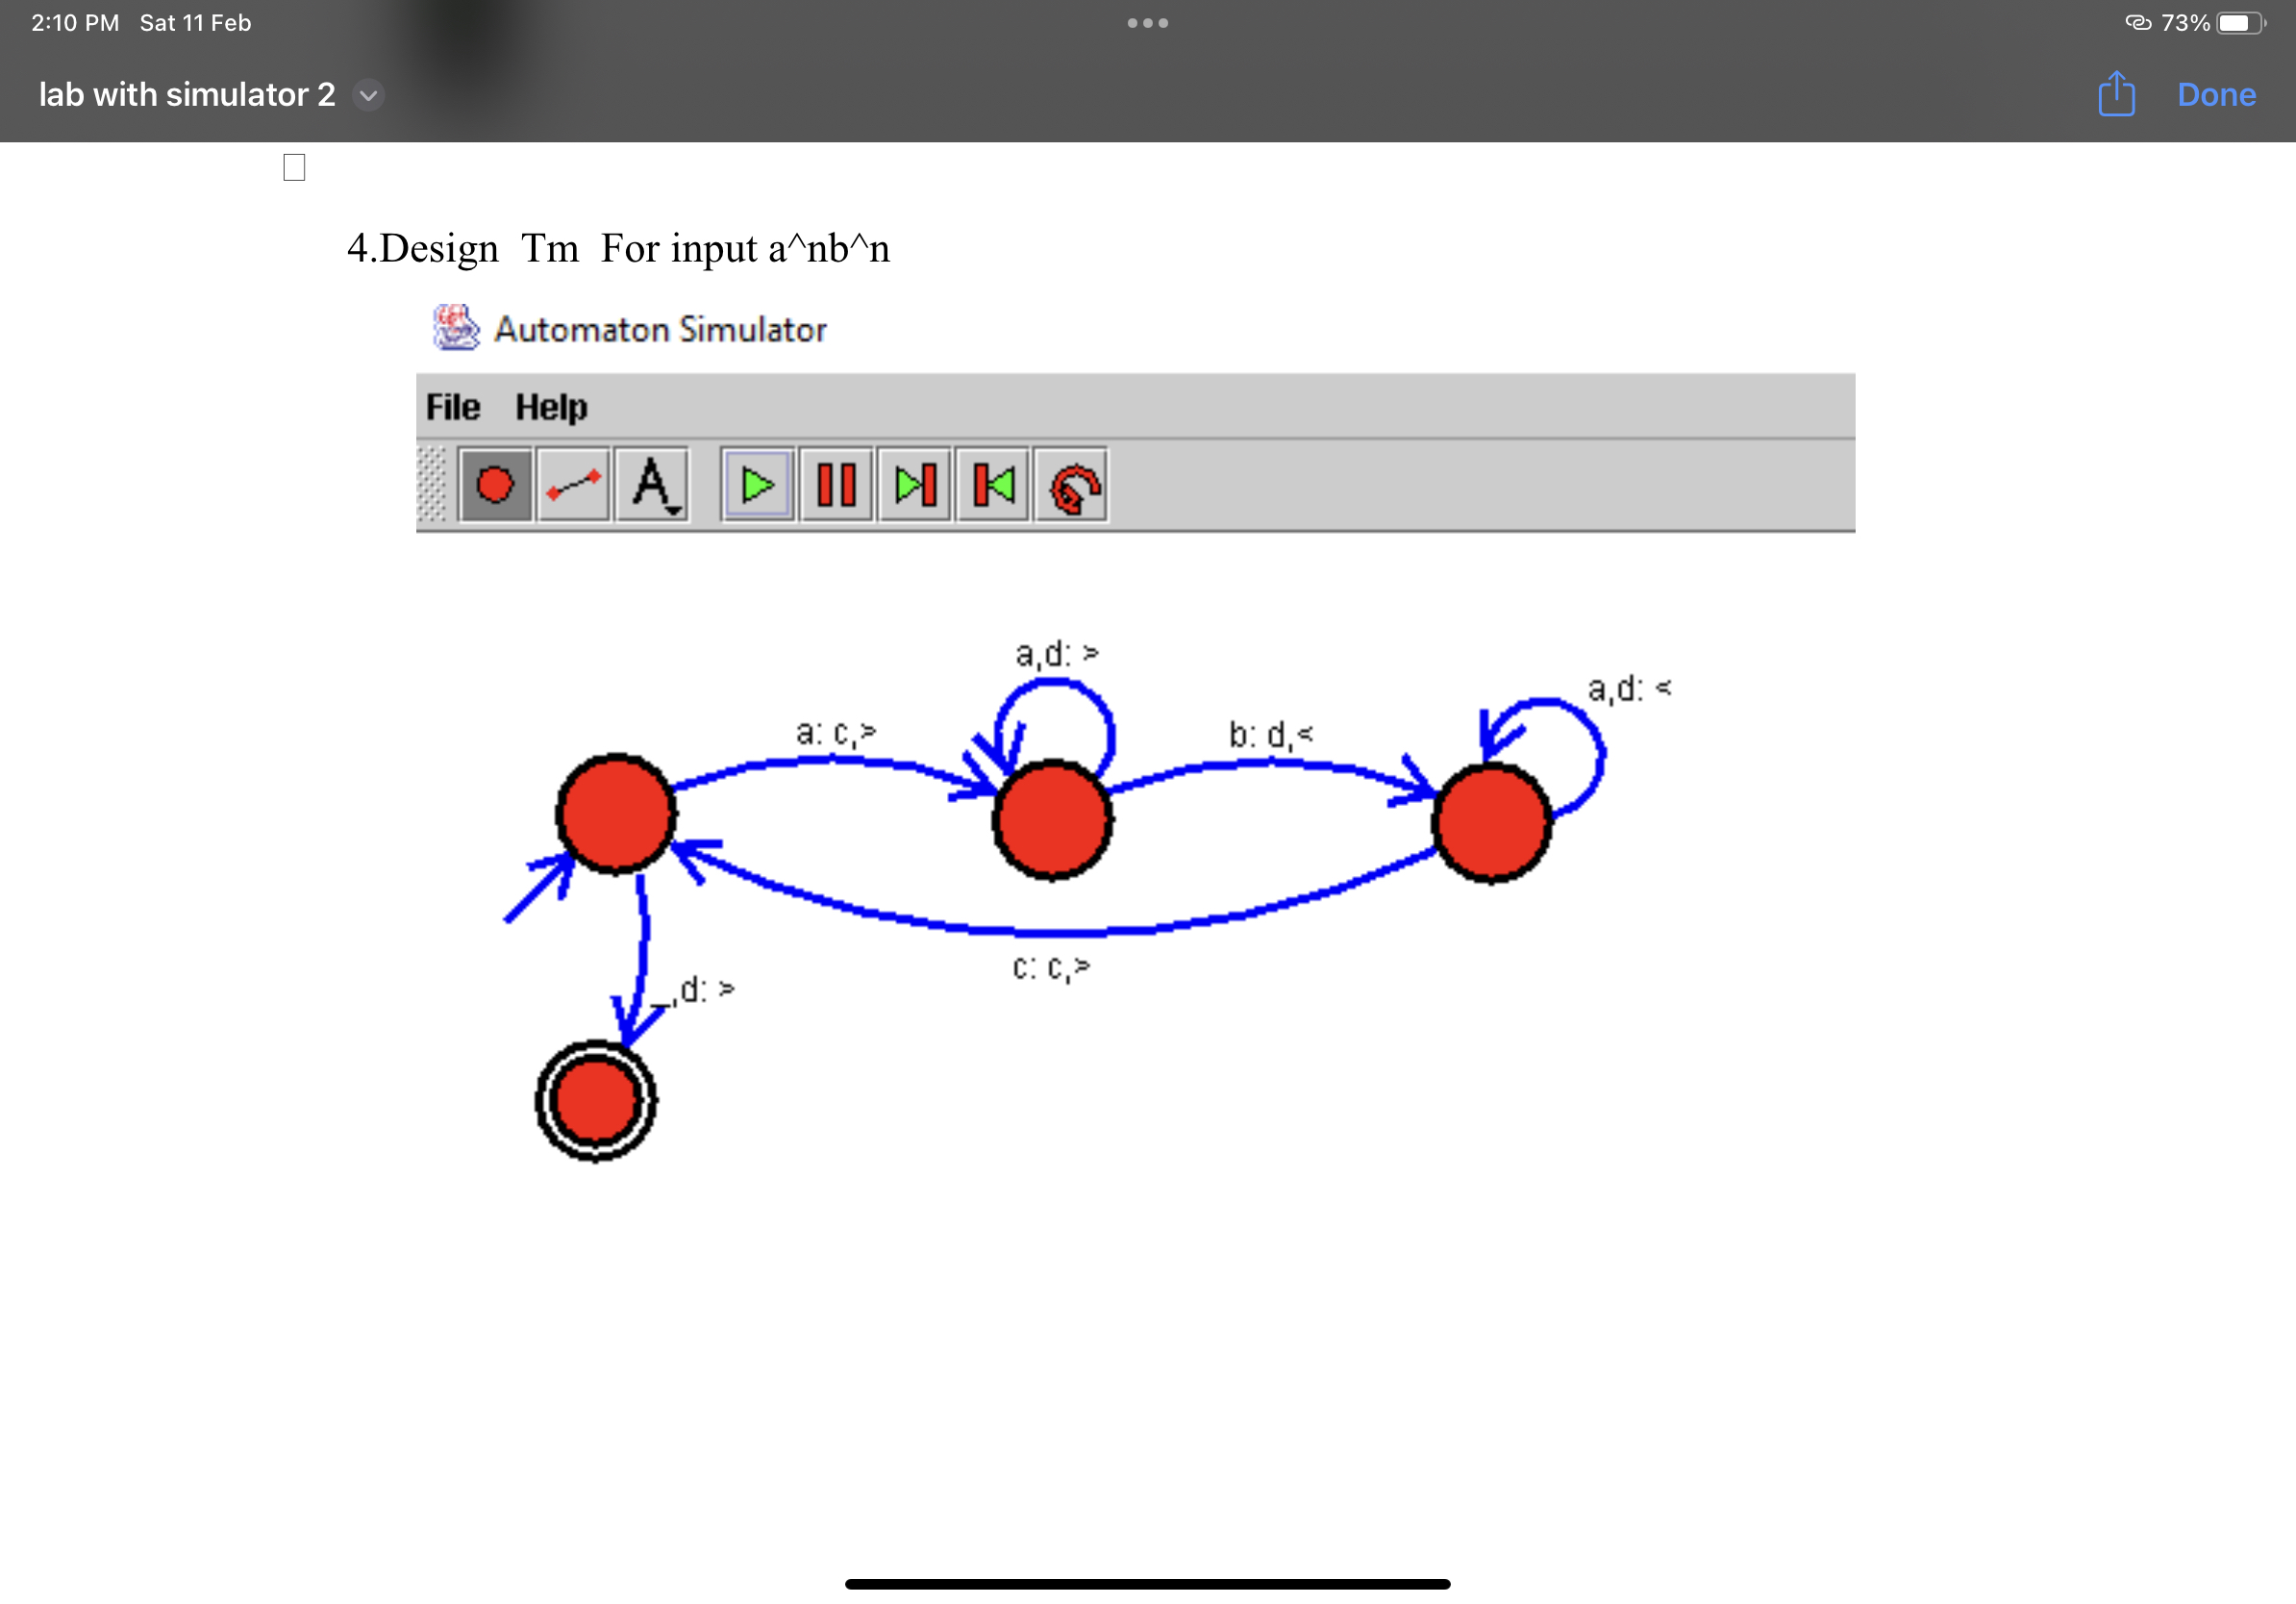 2:10 PM Sat 11 Feb
73%
lab with simulator 2
Done
4.Design Tm For input a^nb^n
Automaton Simulator
File Help
A
a,d: >
a,d: <
a: c,>
b: d,<
c: c,>
_,d: >